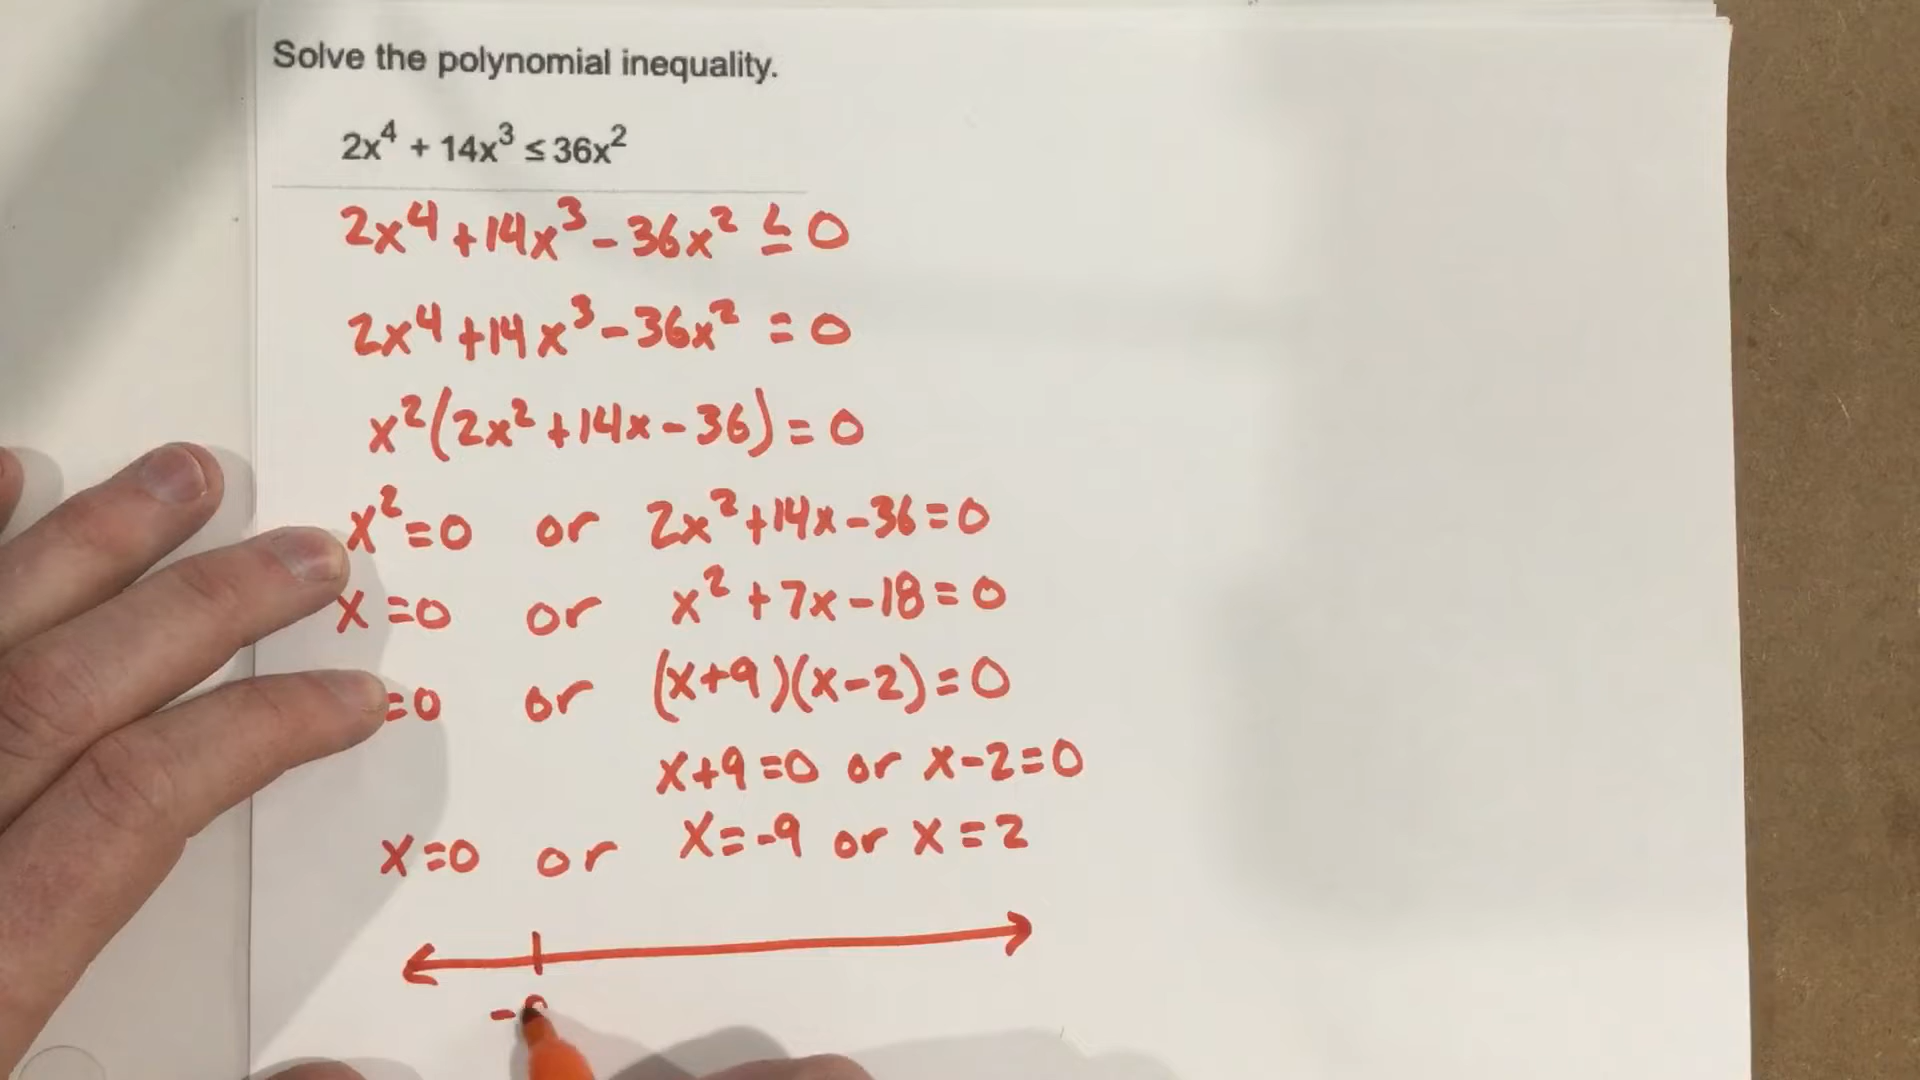 Solve the polynomial inequality.
2x⁴ + 14x³ ≤ 36x²
2x⁴ + 14x³ - 36x² ≤ 0
2x⁴ + 14x³ - 36x² = 0
x²(2x² + 14x - 36) = 0
x² = 0 or 2x² + 14x - 36 = 0
x = 0 or x² + 7x - 18 = 0
= 0 or (x+9)(x-2) = 0
x+9 = 0 or x-2 = 0
x = 0 or x = -9 or x = 2
-